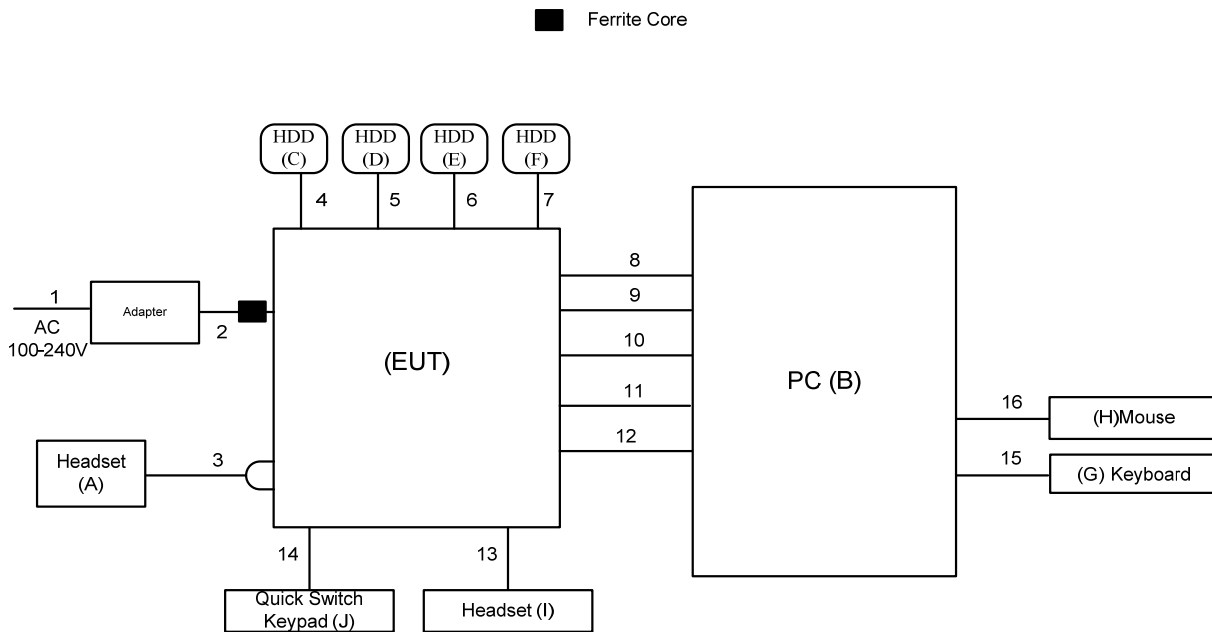 Ferrite Core
HDD
(C)
HDD
(D)
HDD
(E)
HDD
(F)
4
5
6
7
1
AC
100-240V
Adapter
2
(EUT)
8
9
10
11
12
PC (B)
16
(H)Mouse
15
(G) Keyboard
Headset
(A)
3
14
13
Quick Switch
Keypad (J)
Headset (I)